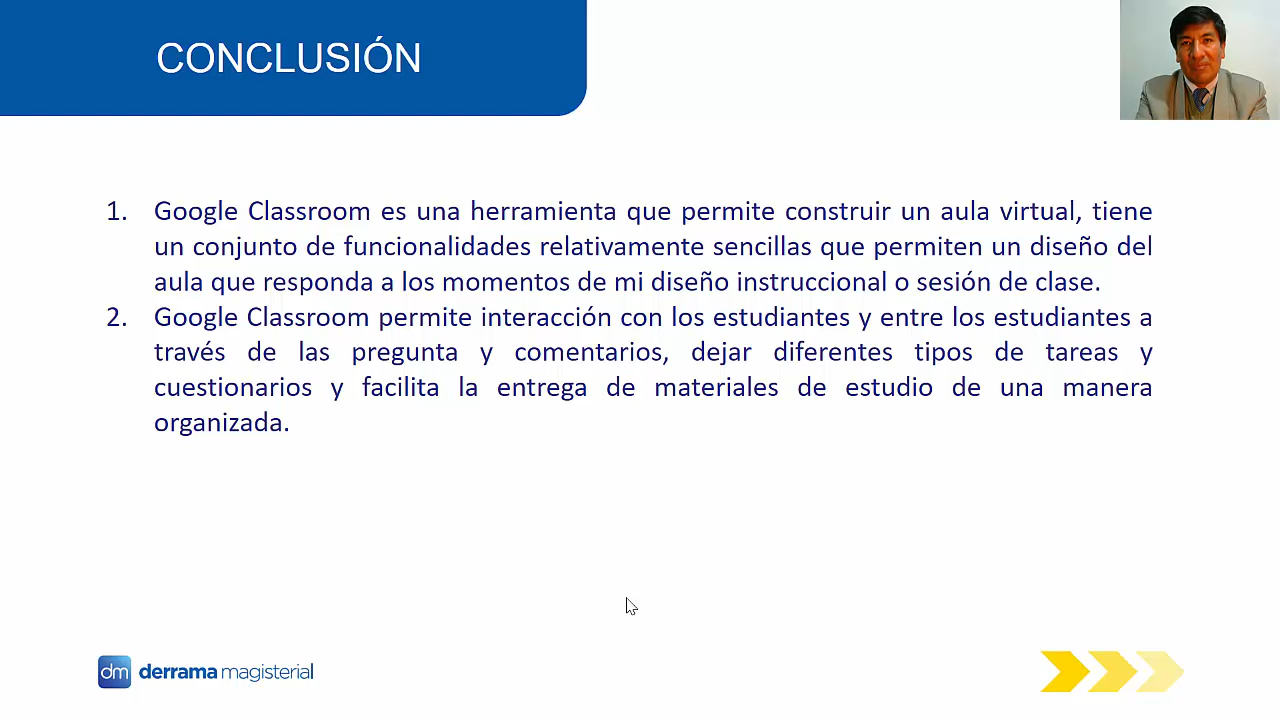 CONCLUSIÓN
1. Google Classroom es una herramienta que permite construir un aula virtual, tiene
un conjunto de funcionalidades relativamente sencillas que permiten un diseño del
aula que responda a los momentos de mi diseño instruccional o sesión de clase.
2. Google Classroom permite interacción con los estudiantes y entre los estudiantes a
través de las pregunta y comentarios, dejar diferentes tipos de tareas y
cuestionarios y facilita la entrega de materiales de estudio de una manera
organizada.
dm derrama magisterial